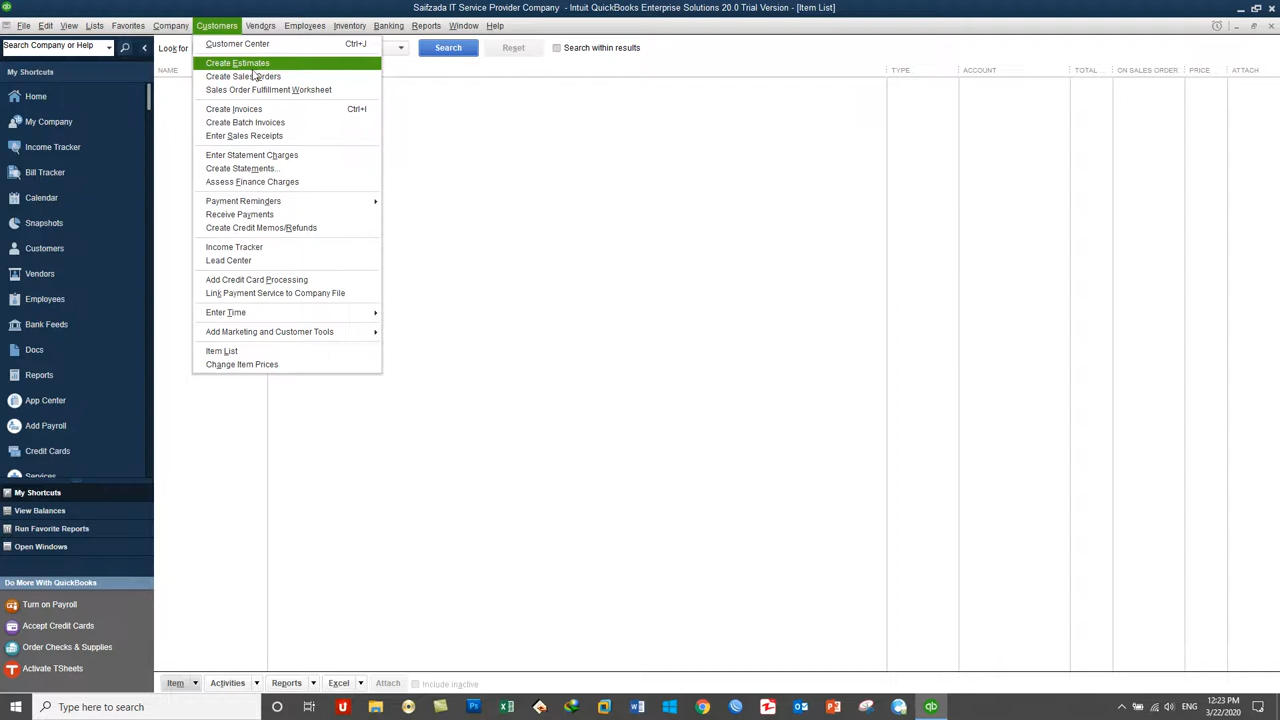 Saifzada IT Service Provider Company - Intuit QuickBooks Enterprises Solutions 20.0 Trial Version - [Item List]
File Edit View Lists Favorites Company Customers Vendors Employees Inventory Banking Reports Window Help
Search Company or Help
Look for
Search
Reset
Search within results
NAME
TYPE
ACCOUNT
TOTAL ...
ON SALES ORDER
PRICE
ATTACH
Customer Center Ctrl+J
Create Estimates
Create Sales Orders
Sales Order Fulfillment Worksheet
Create Invoices Ctrl+I
Create Batch Invoices
Enter Sales Receipts
Enter Statement Charges
Create Statements...
Assess Finance Charges
Payment Reminders
Receive Payments
Create Credit Memos/Refunds
Income Tracker
Lead Center
Add Credit Card Processing
Link Payment Service to Company File
Enter Time
Add Marketing and Customer Tools
Item List
Change Item Prices
My Shortcuts
Home
My Company
Income Tracker
Bill Tracker
Calendar
Snapshots
Customers
Vendors
Employees
Bank Feeds
Docs
Reports
App Center
Add Payroll
Credit Cards
Services
My Shortcuts
View Balances
Run Favorite Reports
Open Windows
Do More With QuickBooks
Turn on Payroll
Accept Credit Cards
Order Checks & Supplies
Activate TSheets
Item
Activities
Reports
Excel
Attach
Include inactive
Type here to search
ENG
12:23 PM
3/22/2020